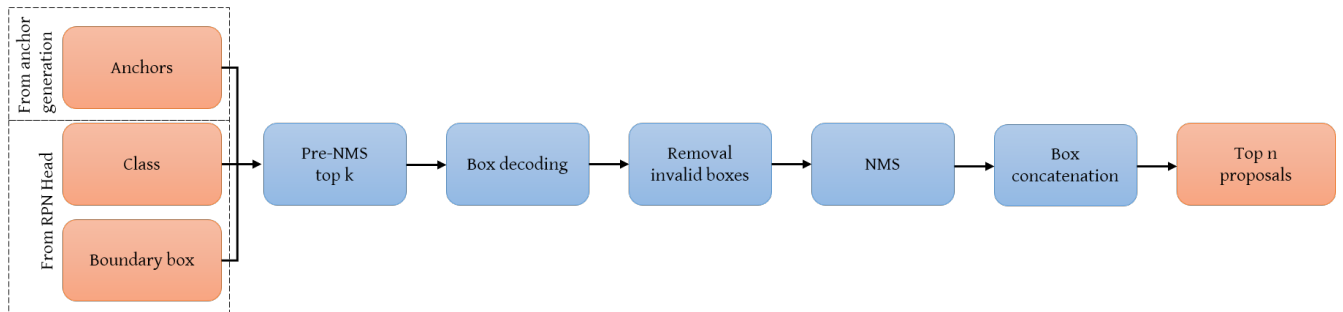 From anchor
generation
Anchors
From RPN Head
Class
Boundary box
Pre-NMS
top k
Box decoding
Removal
invalid boxes
NMS
Box
concatenation
Top n
proposals